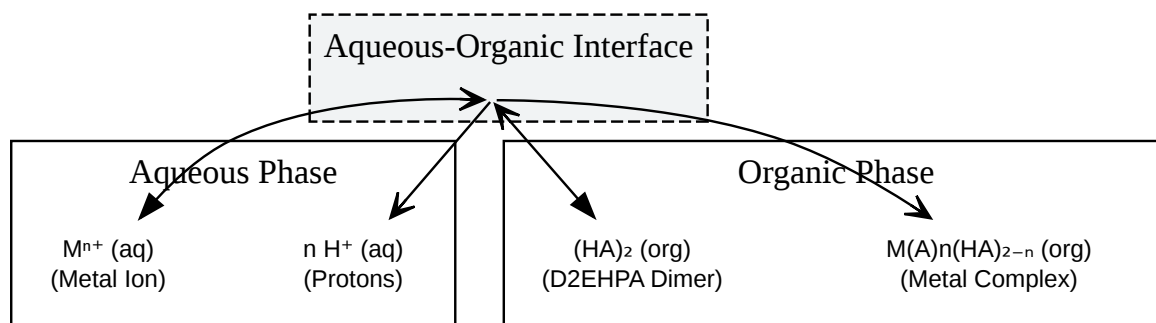 Aqueous-Organic Interface
Aqueous Phase
Organic Phase
Mⁿ⁺ (aq)
(Metal Ion)
n H⁺ (aq)
(Protons)
(HA)₂ (org)
(D2EHPA Dimer)
M(A)n(HA)₂₋ₙ (org)
(Metal Complex)